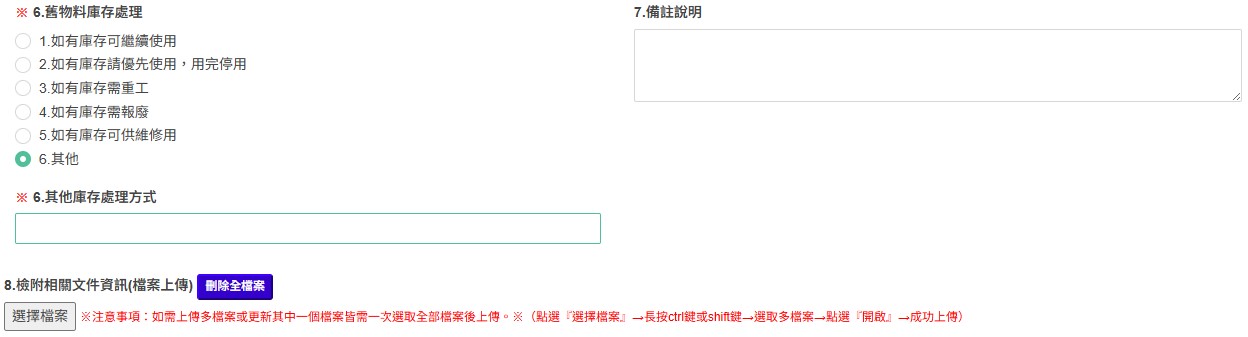 ※ 6.舊物料庫存處理
1.如有庫存可繼續使用
2.如有庫存請優先使用，用完停用
3.如有庫存需重工
4.如有庫存需報廢
5.如有庫存可供維修用
6.其他
※ 6.其他庫存處理方式
7.備註說明
8.檢附相關文件資訊(檔案上傳) 刪除全檔案
選擇檔案 ※注意事項：如需上傳多檔案或更新其中一個檔案皆需一次選取全部檔案後上傳。※（點選『選擇檔案』→長按ctrl鍵或shift鍵→選取多檔案→點選『開啟』→成功上傳）